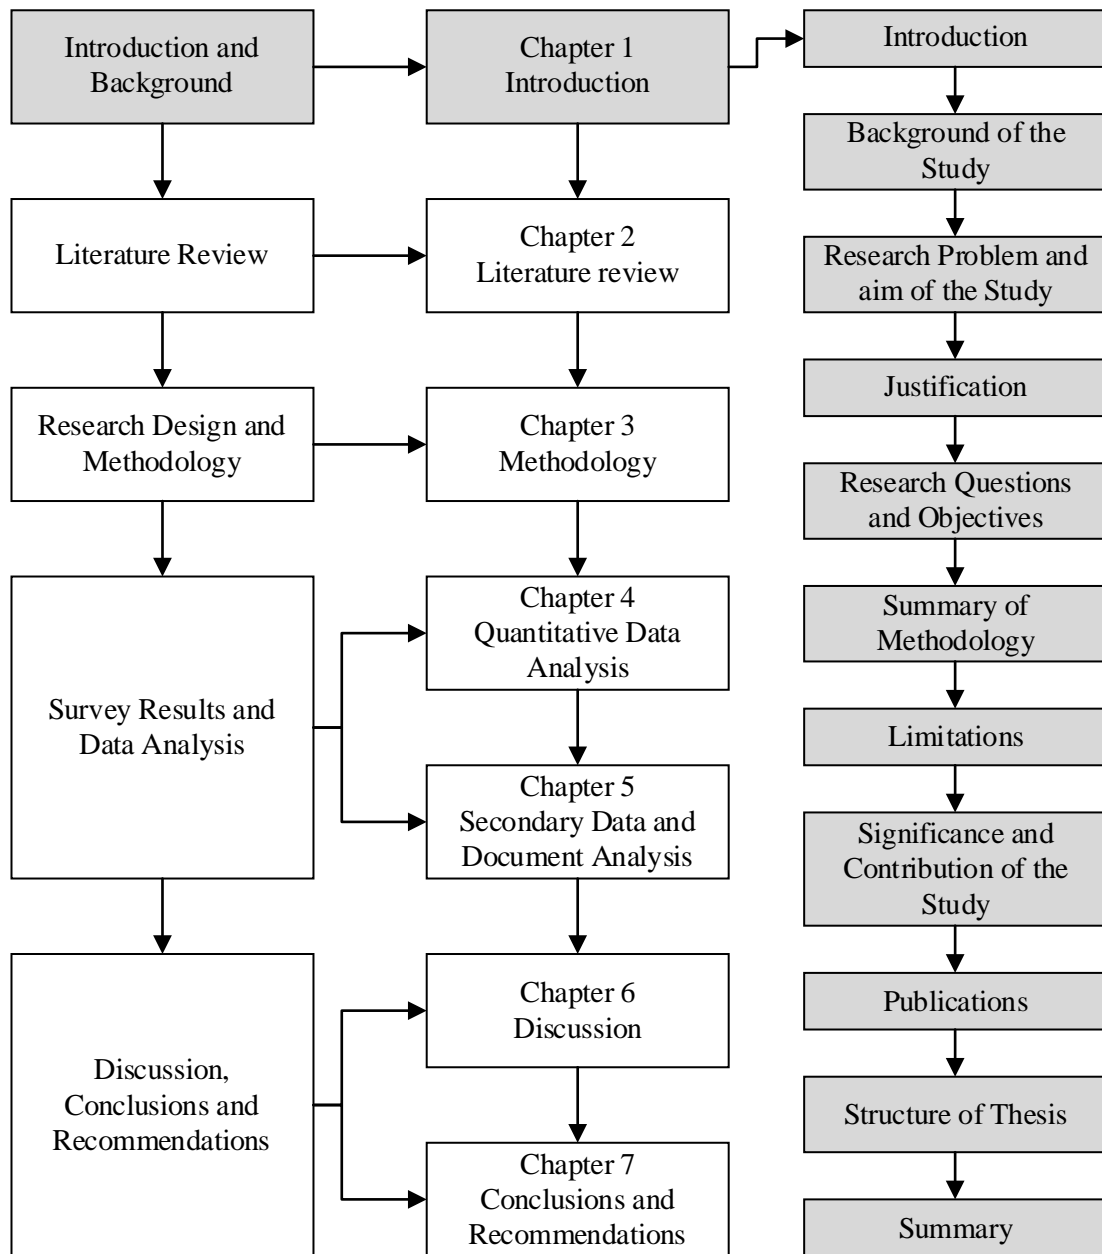 Introduction and
Background
Literature Review
Research Design and
Methodology
Survey Results and
Data Analysis
Discussion,
Conclusions and
Recommendations
Chapter 1
Introduction
Chapter 2
Literature review
Chapter 3
Methodology
Chapter 4
Quantitative Data
Analysis
Chapter 5
Secondary Data and
Document Analysis
Chapter 6
Discussion
Chapter 7
Conclusions and
Recommendations
Introduction
Background of the
Study
Research Problem and
aim of the Study
Justification
Research Questions
and Objectives
Summary of
Methodology
Limitations
Significance and
Contribution of the
Study
Publications
Structure of Thesis
Summary